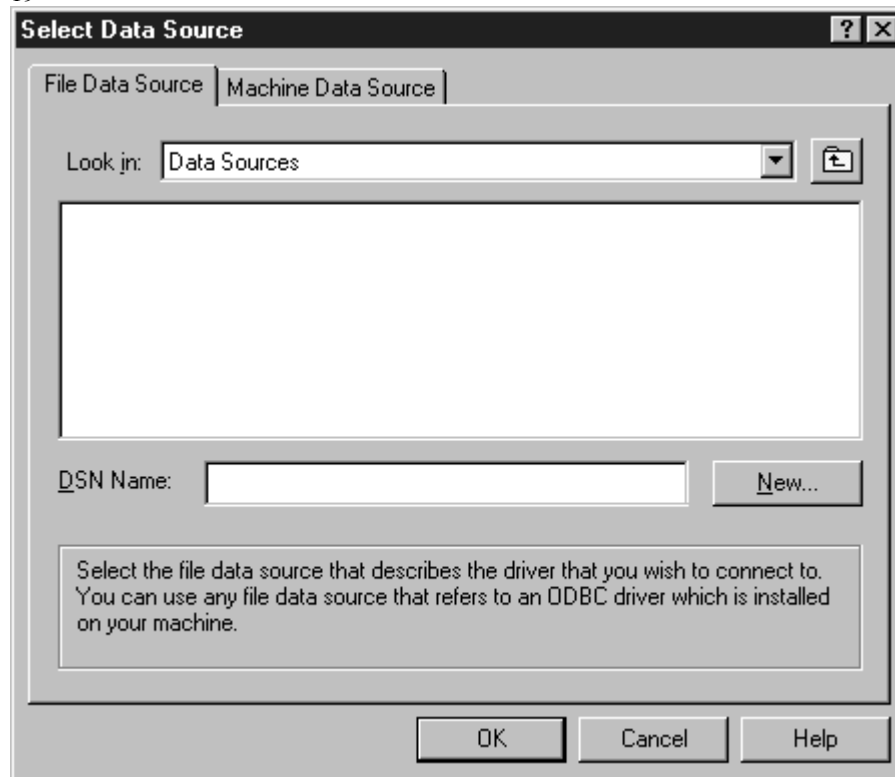 Select Data Source
File Data Source
Machine Data Source
Look in: Data Sources
DSN Name:
New...
Select the file data source that describes the driver that you wish to connect to.
You can use any file data source that refers to an ODBC driver which is installed
on your machine.
OK
Cancel
Help